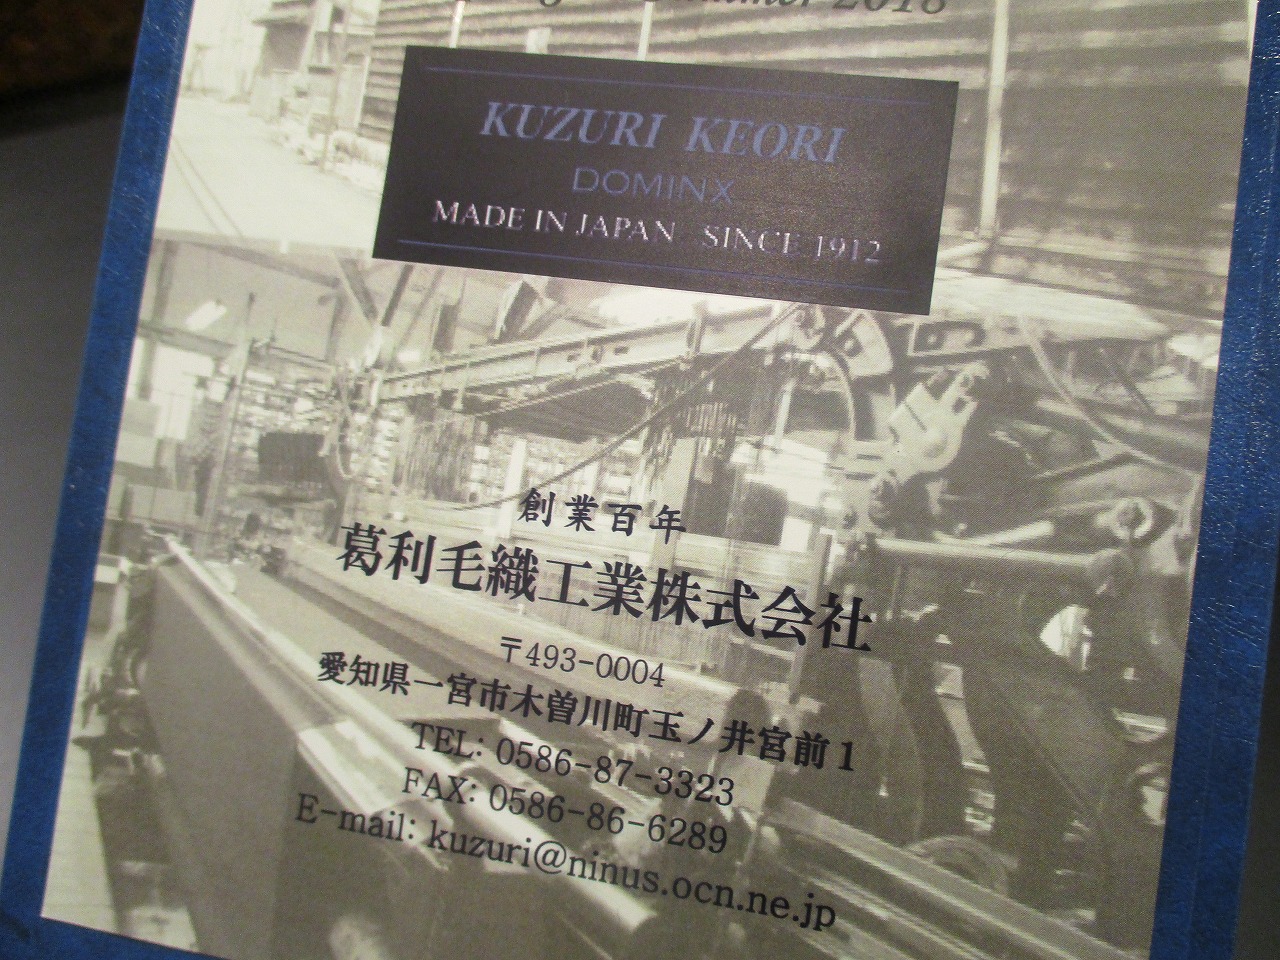 2018
KUZURI KEORI
DOMINX
MADE IN JAPAN SINCE 1912
創業百年
葛利毛織工業株式会社
〒493-0004
愛知県一宮市木曽川町玉ノ井宮前1
TEL: 0586-87-3323
FAX: 0586-86-6289
E-mail: kuzuri@ninus.ocn.ne.jp